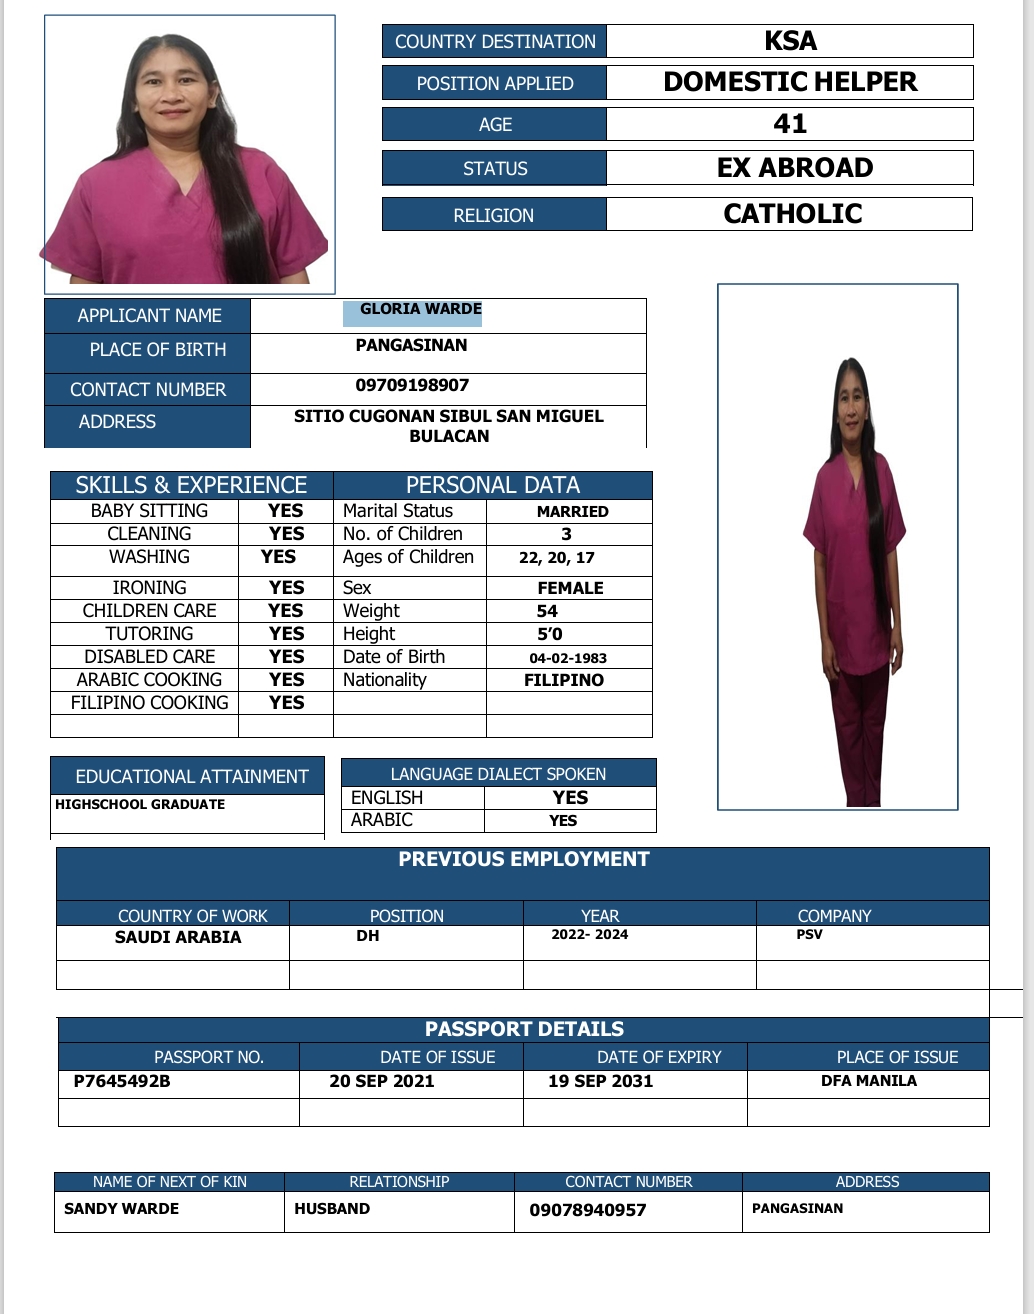 COUNTRY DESTINATION KSA
POSITION APPLIED DOMESTIC HELPER
AGE 41
STATUS EX ABROAD
RELIGION CATHOLIC
APPLICANT NAME GLORIA WARDE
PLACE OF BIRTH PANGASINAN
CONTACT NUMBER 09709198907
ADDRESS SITIO CUGONAN SIBUL SAN MIGUEL
BULACAN
SKILLS & EXPERIENCE PERSONAL DATA
BABY SITTING YES Marital Status MARRIED
CLEANING YES No. of Children 3
WASHING YES Ages of Children 22, 20, 17
IRONING YES Sex FEMALE
CHILDREN CARE YES Weight 54
TUTORING YES Height 5’0
DISABLED CARE YES Date of Birth 04-02-1983
ARABIC COOKING YES Nationality FILIPINO
FILIPINO COOKING YES
EDUCATIONAL ATTAINMENT
HIGHSCHOOL GRADUATE
LANGUAGE DIALECT SPOKEN
ENGLISH YES
ARABIC YES
PREVIOUS EMPLOYMENT
COUNTRY OF WORK POSITION YEAR COMPANY
SAUDI ARABIA DH 2022- 2024 PSV
PASSPORT DETAILS
PASSPORT NO. DATE OF ISSUE DATE OF EXPIRY PLACE OF ISSUE
P7645492B 20 SEP 2021 19 SEP 2031 DFA MANILA
NAME OF NEXT OF KIN RELATIONSHIP CONTACT NUMBER ADDRESS
SANDY WARDE HUSBAND 09078940957 PANGASINAN